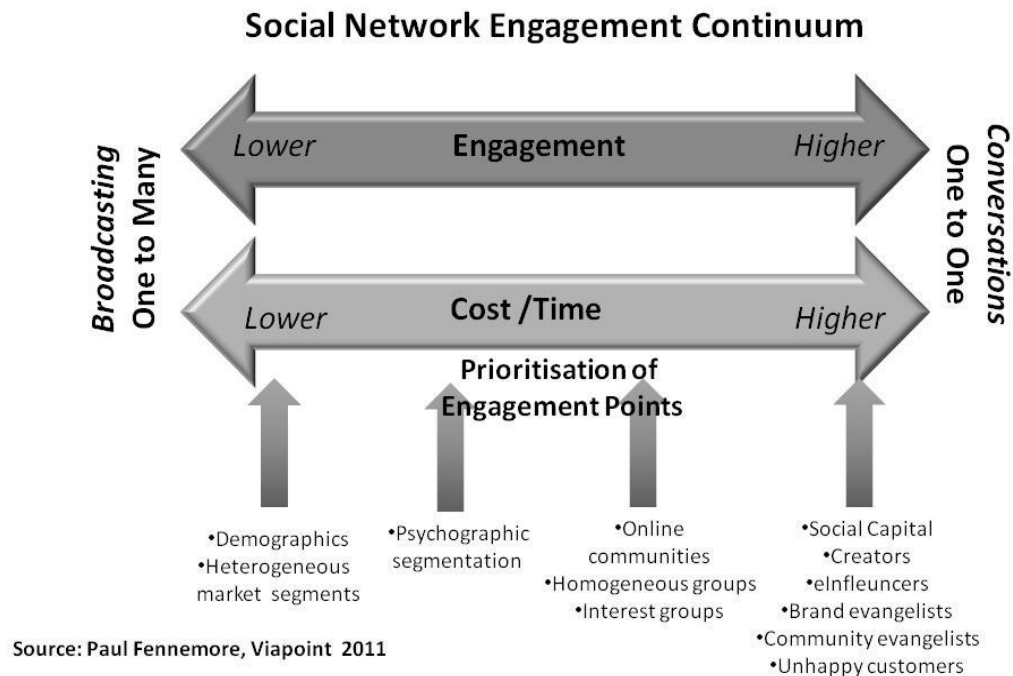 Social Network Engagement Continuum
Broadcasting
One to Many
Lower
Engagement
Higher
Conversations
One to One
Lower
Cost /Time
Higher
Prioritisation of
Engagement Points
•Demographics
•Heterogeneous
market segments
•Psychographic
segmentation
•Online
communities
•Homogeneous groups
•Interest groups
•Social Capital
•Creators
•eInfleuncers
•Brand evangelists
•Community evangelists
•Unhappy customers
Source: Paul Fennemore, Viapoint 2011